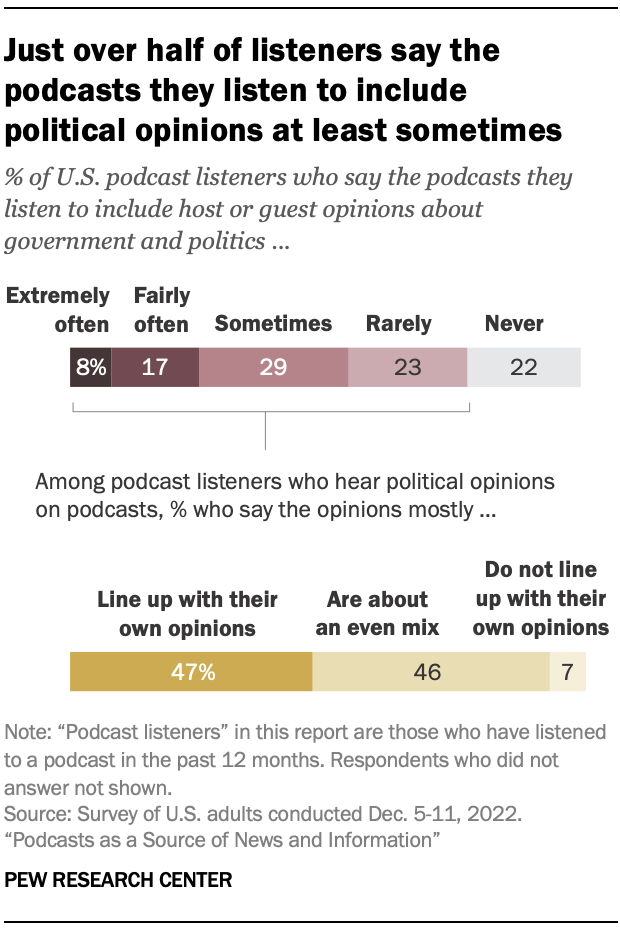 Just over half of listeners say the
podcasts they listen to include
political opinions at least sometimes
% of U.S. podcast listeners who say the podcasts they
listen to include host or guest opinions about
government and politics ...
Extremely often
Fairly often
Sometimes
Rarely
Never
8%
17
29
23
22
Among podcast listeners who hear political opinions
on podcasts, % who say the opinions mostly ...
Line up with their
own opinions
Are about
an even mix
Do not line
up with their
own opinions
47%
46
7
Note: “Podcast listeners” in this report are those who have listened
to a podcast in the past 12 months. Respondents who did not
answer not shown.
Source: Survey of U.S. adults conducted Dec. 5-11, 2022.
“Podcasts as a Source of News and Information”
PEW RESEARCH CENTER